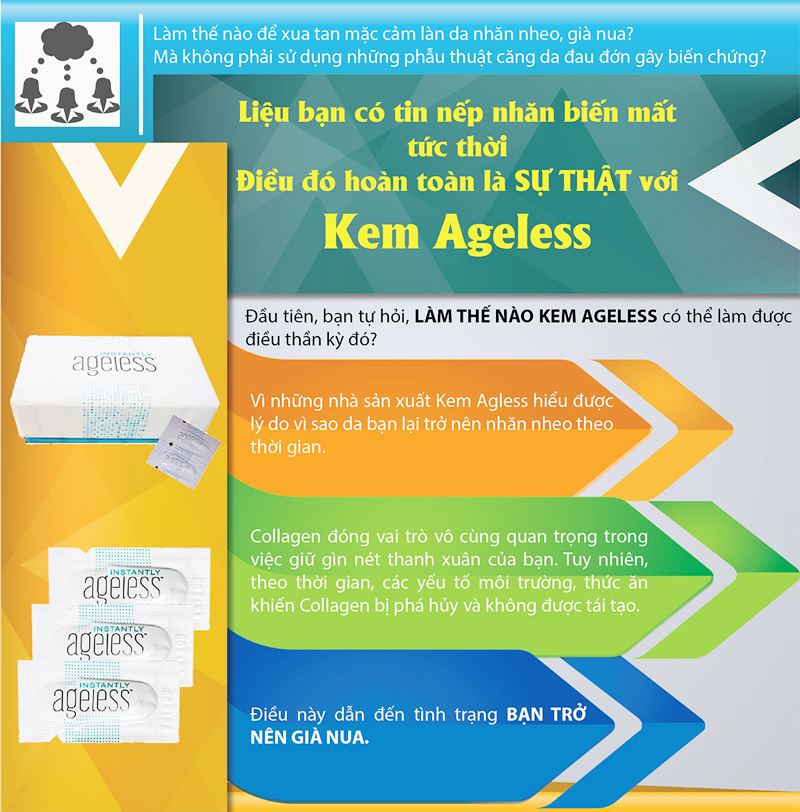 Làm thế nào để xua tan mặc cảm làn da nhăn nheo, già nua?
Mà không phải sử dụng những phẫu thuật căng da đau đớn gây biến chứng?
Liệu bạn có tin nếp nhăn biến mất
tức thời
Điều đó hoàn toàn là SỰ THẬT với
Kem Ageless
Đầu tiên, bạn tự hỏi, LÀM THẾ NÀO KEM AGELESS có thể làm được
điều thần kỳ đó?
INSTANTLY
ageless
Vì những nhà sản xuất Kem Agless hiểu được
lý do vì sao da bạn lại trở nên nhăn nheo theo
thời gian.
Collagen đóng vai trò vô cùng quan trọng trong
việc giữ gìn nét thanh xuân của bạn. Tuy nhiên,
theo thời gian, các yếu tố môi trường, thức ăn
khiến Collagen bị phá hủy và không được tái tạo.
INSTANTLY
ageless
INSTANTLY
ageless
INSTANTLY
ageless
Điều này dẫn đến tình trạng BẠN TRỞ
NÊN GIÀ NUA.